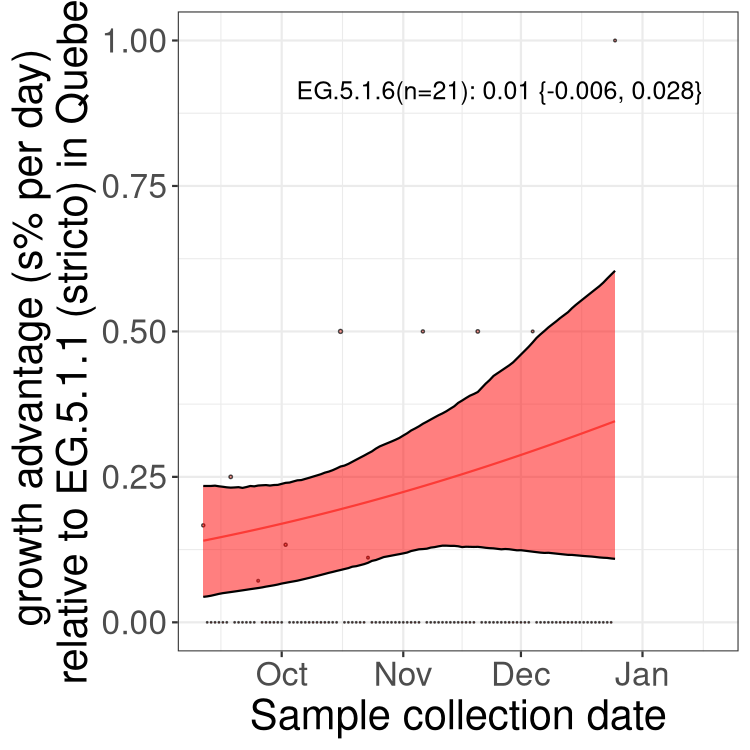 growth advantage (s% per day)
relative to EG.5.1.1 (stricto) in Quebe
1.00
0.75
0.50
0.25
0.00
EG.5.1.6(n=21): 0.01 {-0.006, 0.028}
Oct Nov Dec Jan
Sample collection date